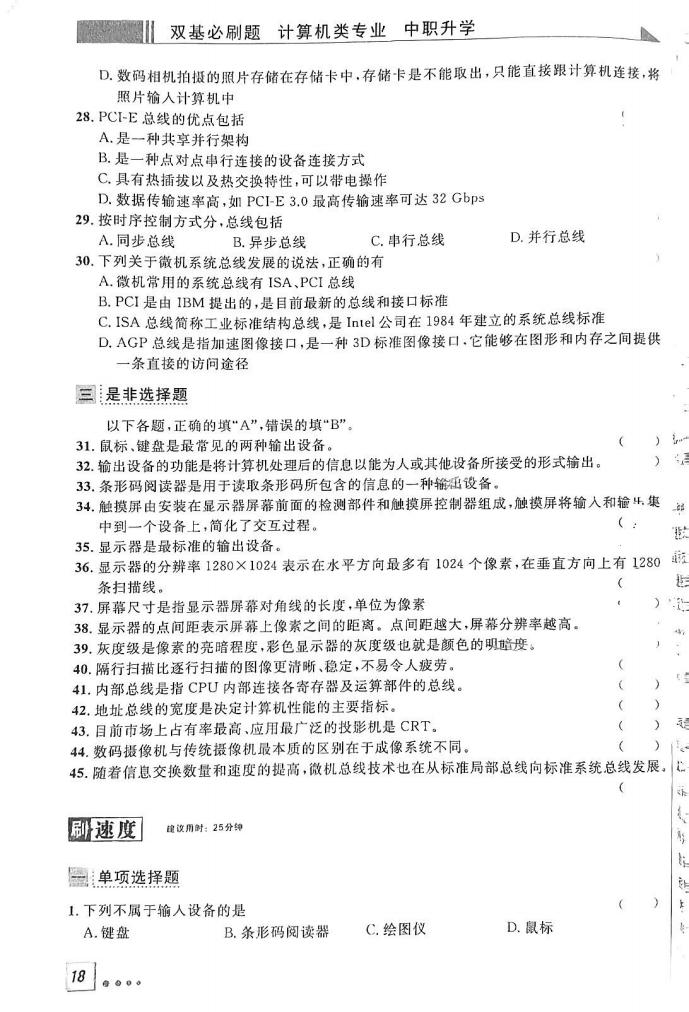 双基必刷题 计算机类专业 中职升学
D. 数码相机拍摄的照片存储在存储卡中,存储卡是不能取出,只能直接跟计算机连接,将
照片输入计算机中
28. PCI-E 总线的优点包括 (
A. 是一种共享并行架构
B. 是一种点对点串行连接的设备连接方式
C. 具有热插拔以及热交换特性,可以带电操作
D. 数据传输速率高,如 PCI-E 3.0 最高传输速率可达 32 Gbps
29. 按时序控制方式分,总线包括 )
A. 同步总线 B. 异步总线 C. 串行总线 D. 并行总线
30. 下列关于微机系统总线发展的说法,正确的有 )
A. 微机常用的系统总线有 ISA、PCI 总线
B. PCI 是由 IBM 提出的,是目前最新的总线和接口标准
C. ISA 总线简称工业标准结构总线,是 Intel 公司在 1984 年建立的系统总线标准
D. AGP 总线是指加速图像接口,是一种 3D 标准图像接口,它能够在图形和内存之间提供
一条直接的访问途径
三 是非选择题
以下各题,正确的填“A”,错误的填“B”。
31. 鼠标、键盘是最常见的两种输出设备。 ( )
32. 输出设备的功能是将计算机处理后的信息以能为人或其他设备所接受的形式输出。 )
33. 条形码阅读器是用于读取条形码所包含的信息的一种输出设备。
34. 触摸屏由安装在显示器屏幕前面的检测部件和触摸屏控制器组成,触摸屏将输入和输出集
中到一个设备上,简化了交互过程。 (
35. 显示器是最标准的输出设备。
36. 显示器的分辨率 1280×1024 表示在水平方向最多有 1024 个像素,在垂直方向上有 1280
条扫描线。 (
37. 屏幕尺寸是指显示器屏幕对角线的长度,单位为像素 )
38. 显示器的点间距表示屏幕上像素之间的距离。点间距越大,屏幕分辨率越高。
39. 灰度级是像素的亮暗程度,彩色显示器的灰度级也就是颜色的明暗度。
40. 隔行扫描比逐行扫描的图像更清晰、稳定,不易令人疲劳。 (
41. 内部总线是指 CPU 内部连接各寄存器及运算部件的总线。 ( )
42. 地址总线的宽度是决定计算机性能的主要指标。 ( )
43. 目前市场上占有率最高、应用最广泛的投影机是 CRT。 ( )
44. 数码摄像机与传统摄像机最本质的区别在于成像系统不同。 ( )
45. 随着信息交换数量和速度的提高,微机总线技术也在从标准局部总线向标准系统总线发展。
(
刷速度 建议用时:25分钟
一 单项选择题
1. 下列不属于输入设备的是 ( )
A. 键盘 B. 条形码阅读器 C. 绘图仪 D. 鼠标
18